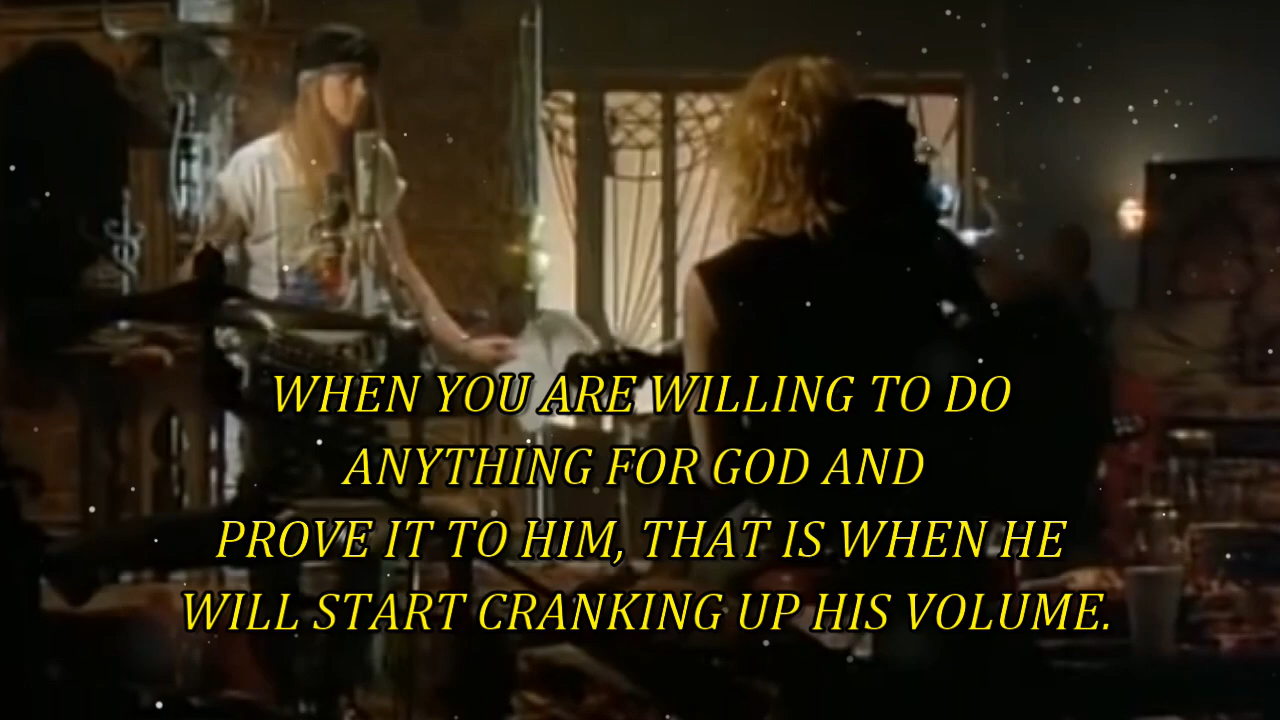 WHEN YOU ARE WILLING TO DO
ANYTHING FOR GOD AND
PROVE IT TO HIM, THAT IS WHEN HE
WILL START CRANKING UP HIS VOLUME.